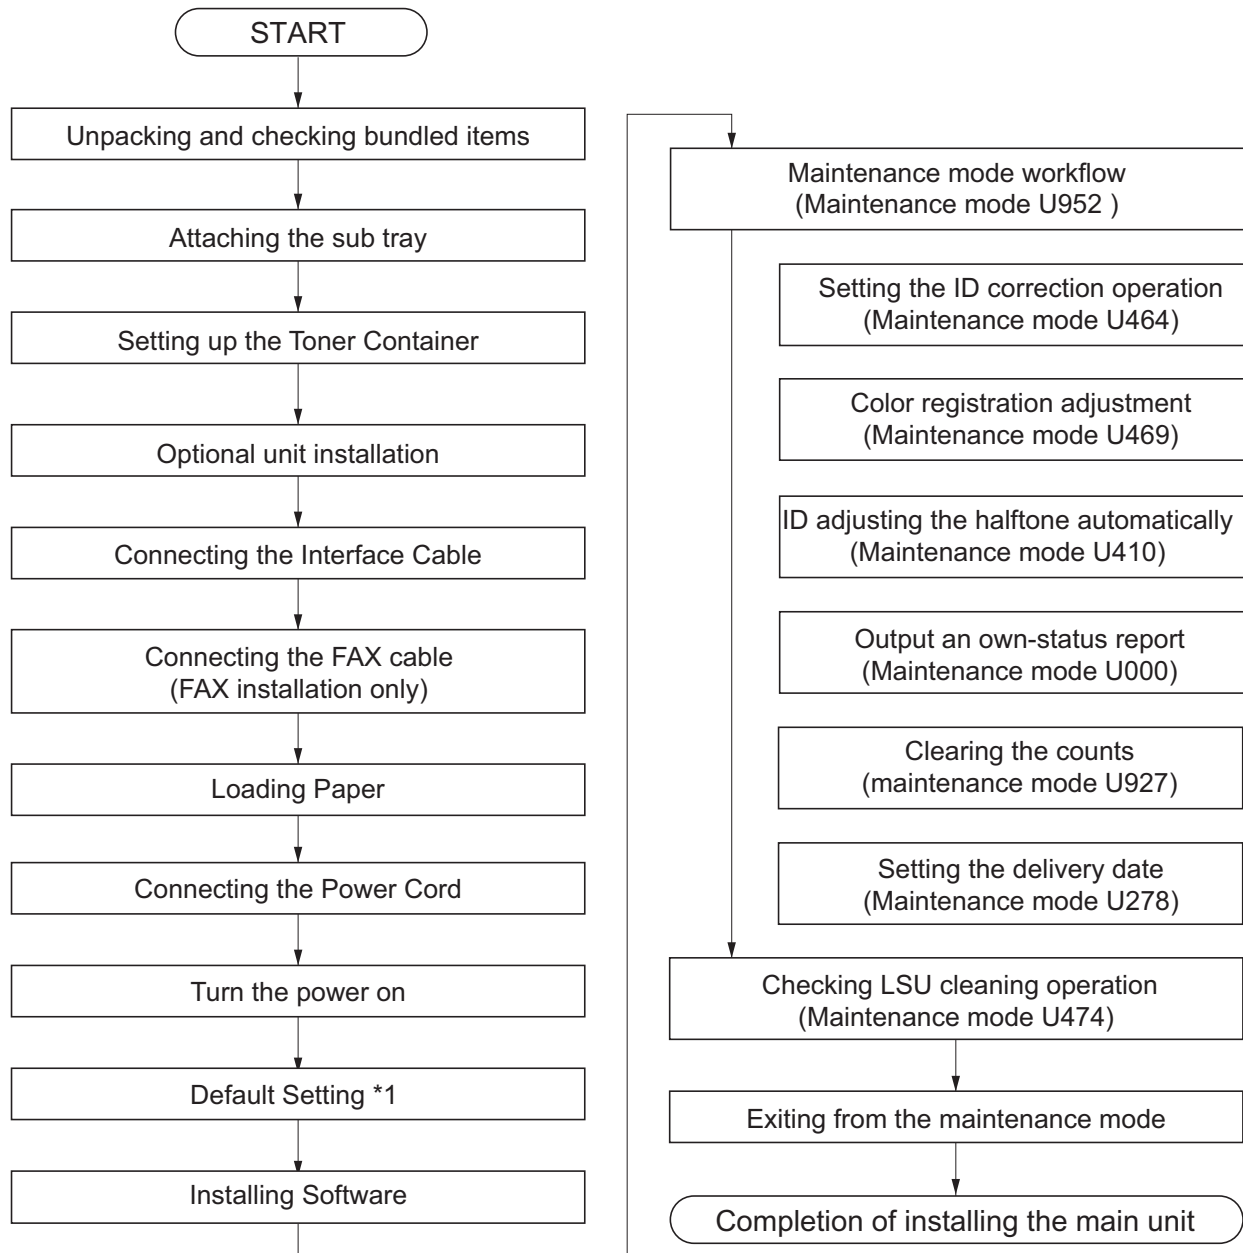 START
Unpacking and checking bundled items
Attaching the sub tray
Setting up the Toner Container
Optional unit installation
Connecting the Interface Cable
Connecting the FAX cable
(FAX installation only)
Loading Paper
Connecting the Power Cord
Turn the power on
Default Setting *1
Installing Software
Maintenance mode workflow
(Maintenance mode U952 )
Setting the ID correction operation
(Maintenance mode U464)
Color registration adjustment
(Maintenance mode U469)
ID adjusting the halftone automatically
(Maintenance mode U410)
Output an own-status report
(Maintenance mode U000)
Clearing the counts
(maintenance mode U927)
Setting the delivery date
(Maintenance mode U278)
Checking LSU cleaning operation
(Maintenance mode U474)
Exiting from the maintenance mode
Completion of installing the main unit